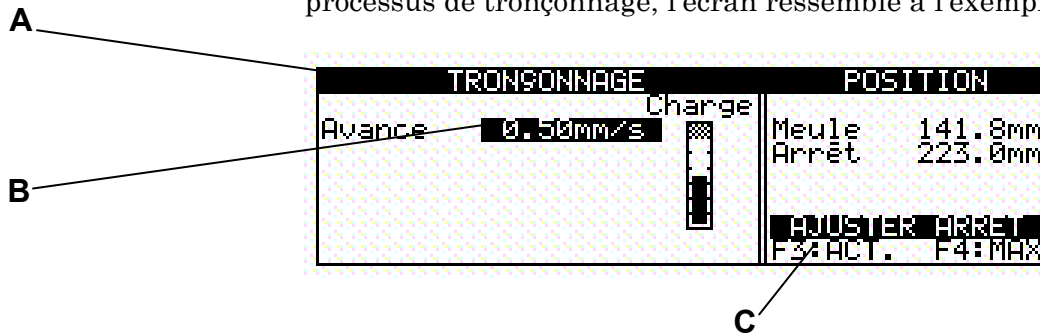 processus de tronçonnage, l'écran ressemble à l'exempl
A
TRONÇONNAGE POSITION
Charge
Avance 0.50mm/s
Meule 141.8mm
Arrêt 223.0mm
B
AJUSTER ARRET
F3:ACT. F4:MAX
C